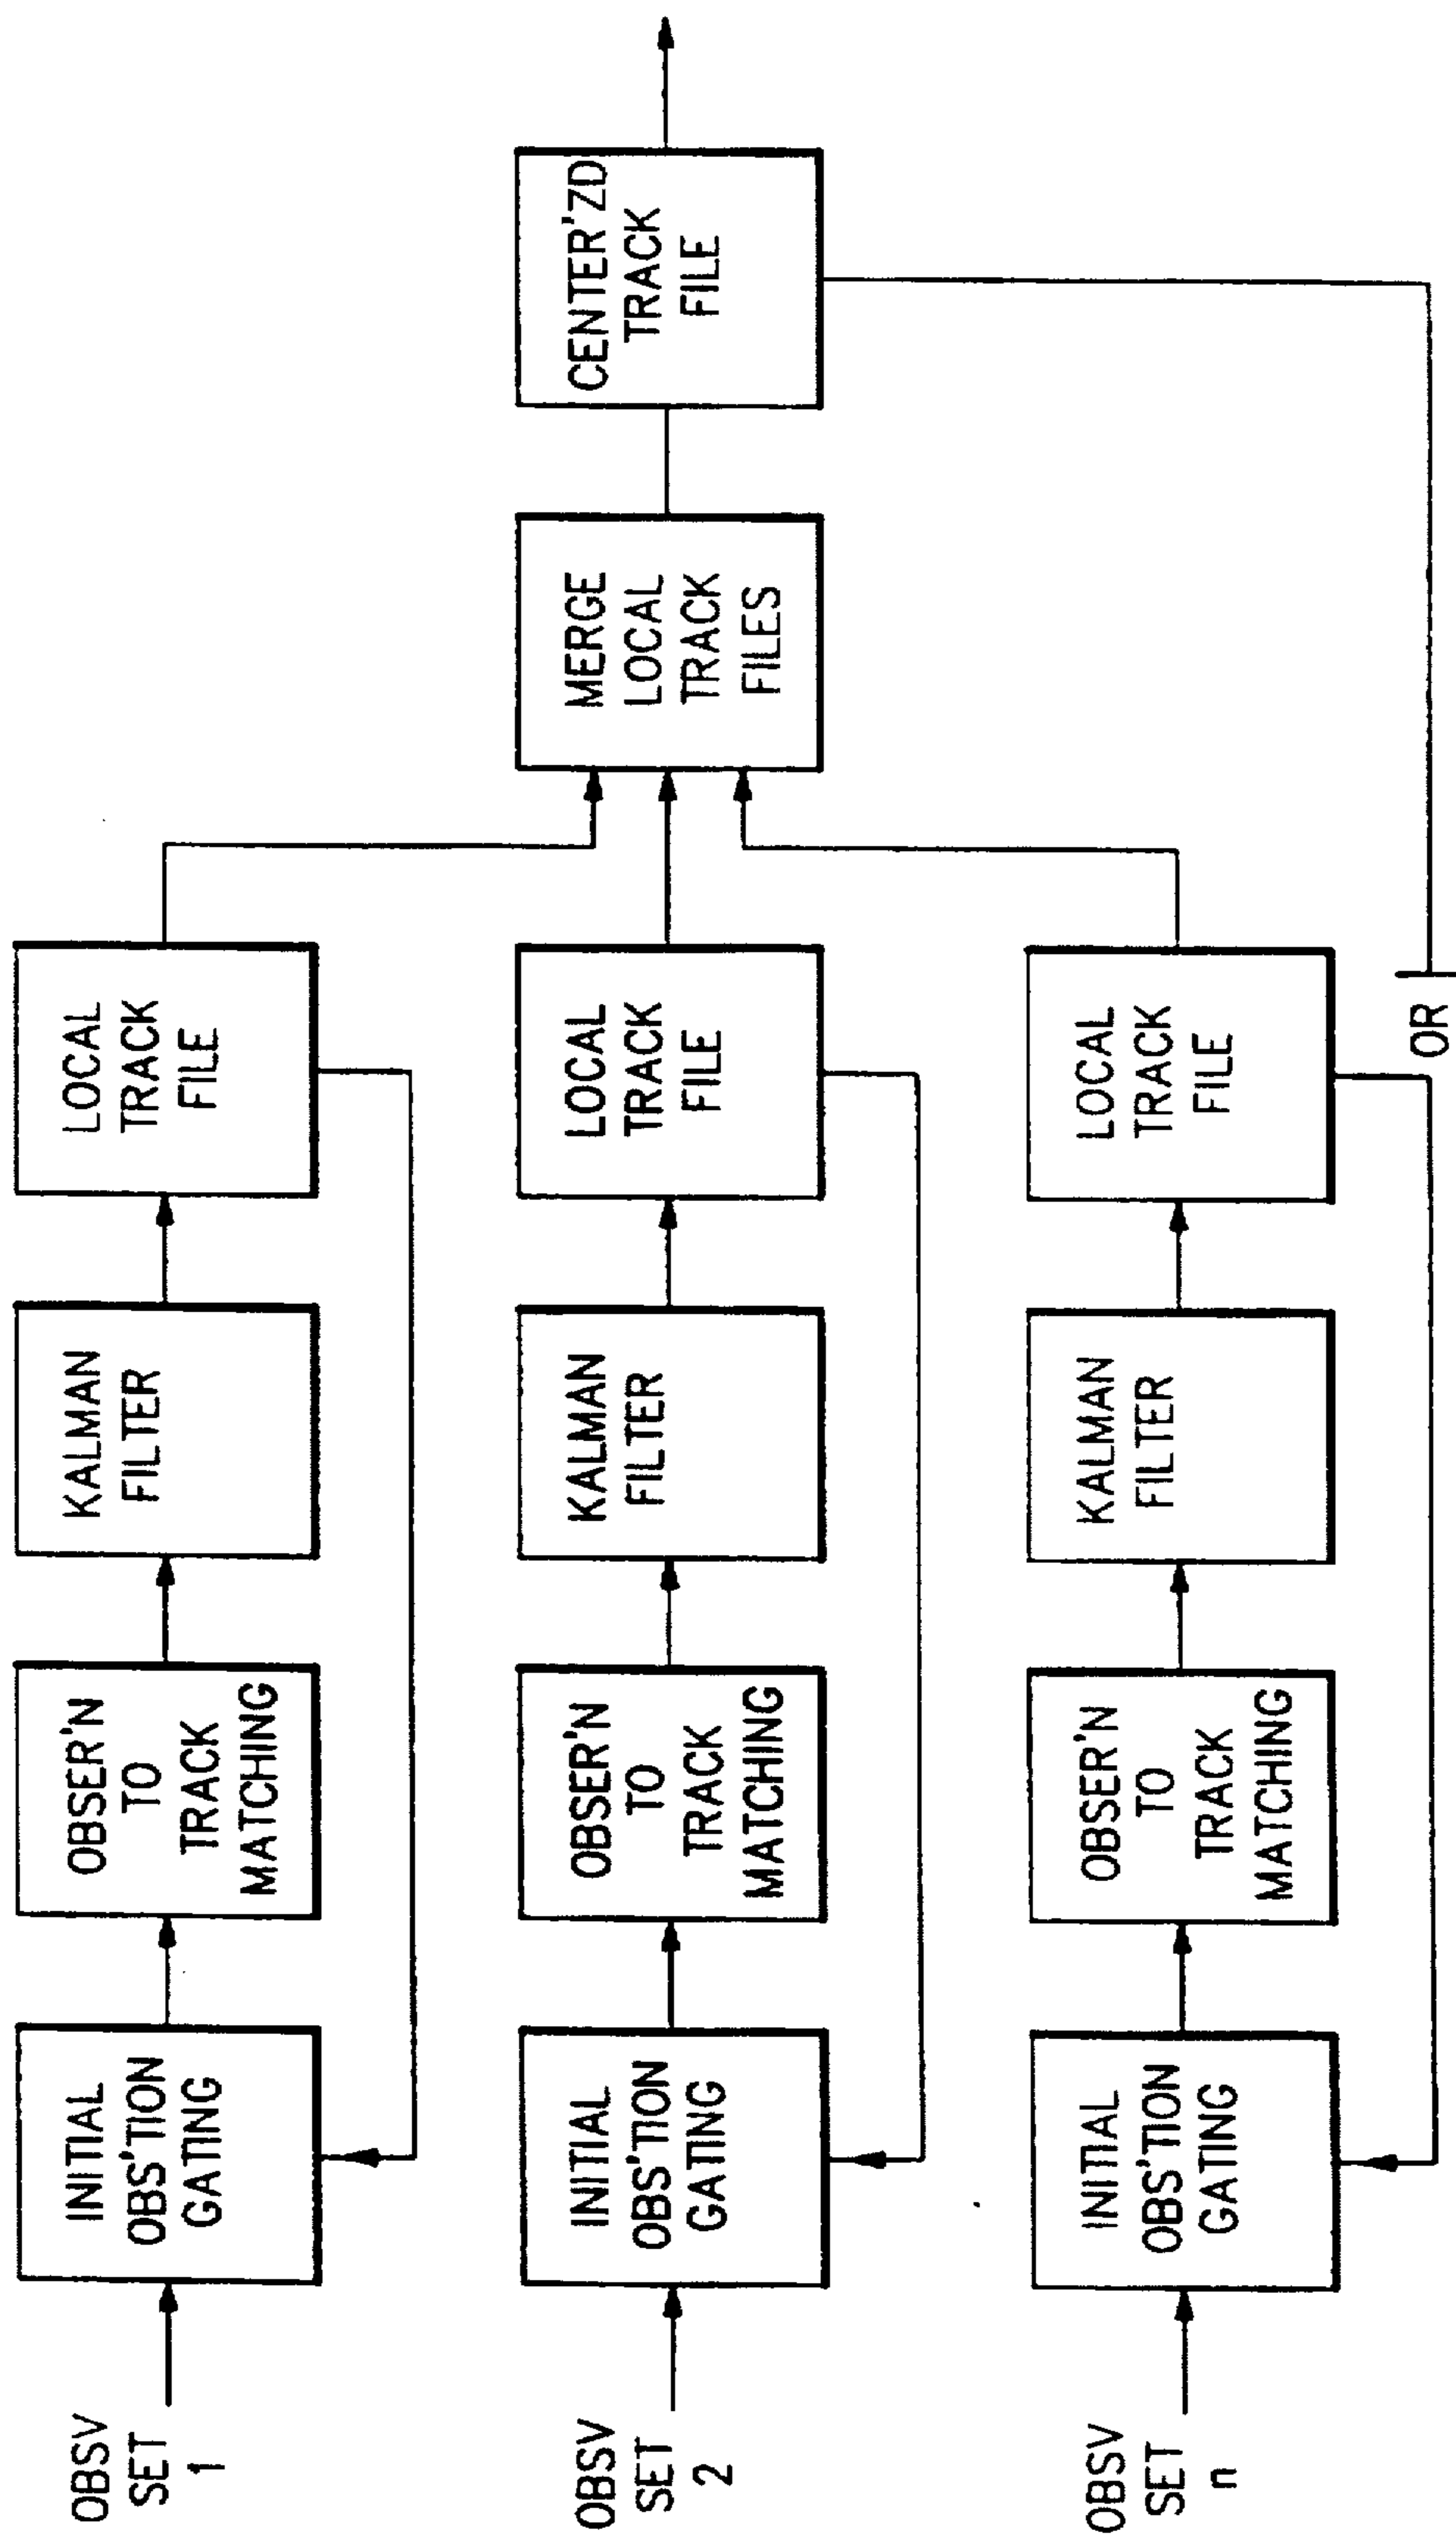 OBSV
SET
1
INITIAL
OBS'TION
GATING
OBSER'N
TO
TRACK
MATCHING
KALMAN
FILTER
LOCAL
TRACK
FILE
OBSV
SET
2
INITIAL
OBS'TION
GATING
OBSER'N
TO
TRACK
MATCHING
KALMAN
FILTER
LOCAL
TRACK
FILE
MERGE
LOCAL
TRACK
FILES
CENTER'ZD
TRACK
FILE
OBSV
SET
n
INITIAL
OBS'TION
GATING
OBSER'N
TO
TRACK
MATCHING
KALMAN
FILTER
LOCAL
TRACK
FILE
OR